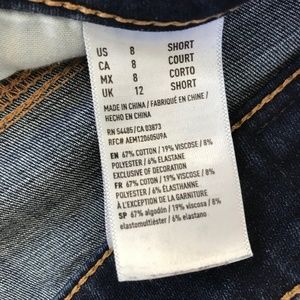 US 8 SHORT
CA 8 COURT
MX 8 CORTO
UK 12 SHORT
MADE IN CHINA / FABRIQUÉ EN CHINE /
HECHO EN CHINA
RN 54485/CA 03873
RFC# AEM12060SU9A
EN 67% COTTON / 19% VISCOSE / 8%
POLYESTER / 6% ELASTANE
EXCLUSIVE OF DECORATION
FR 67% COTON / 19% VISCOSE / 8%
POLYESTER / 6% ÉLASTHANNE
À L'EXCEPTION DE LA GARNITURE
SP 67% algodón / 19% viscosa / 8%
elastomultiéster / 6% elastano